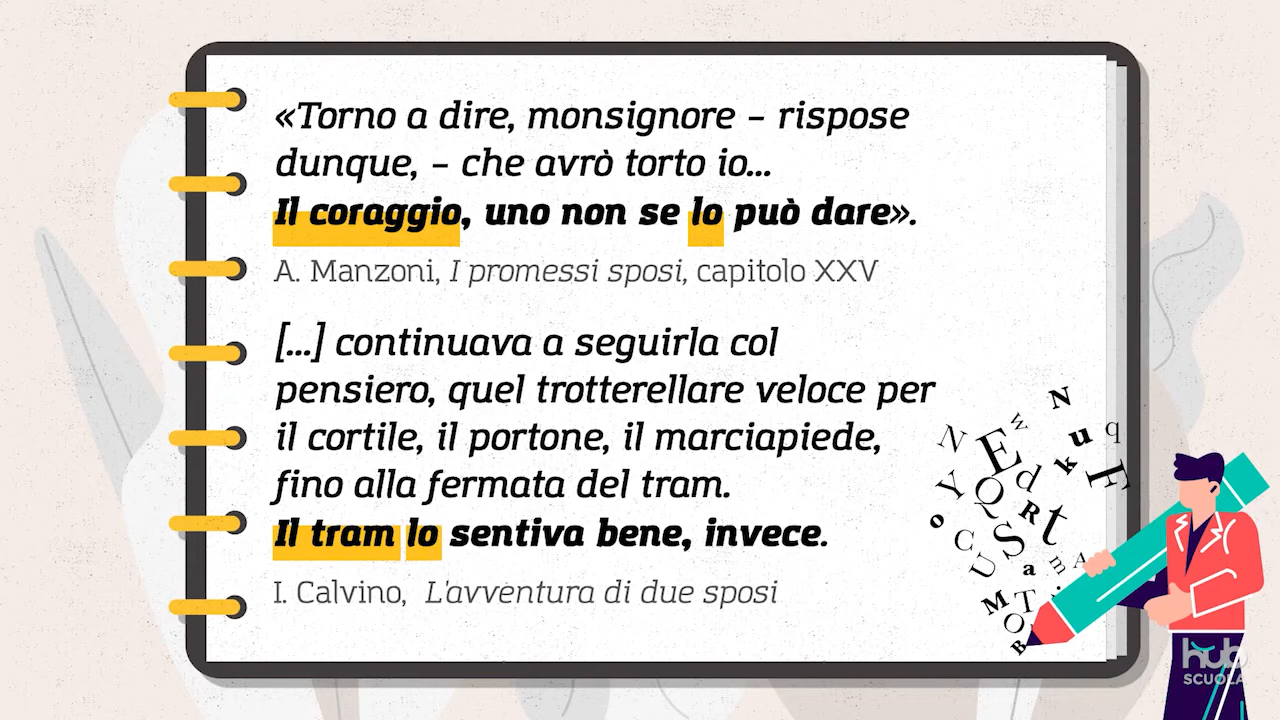 «Torno a dire, monsignore – rispose
dunque, – che avrò torto io...
Il coraggio, uno non se lo può dare».
A. Manzoni, I promessi sposi, capitolo XXV
[...] continuava a seguirla col
pensiero, quel trotterellare veloce per
il cortile, il portone, il marciapiede,
fino alla fermata del tram.
Il tram lo sentiva bene, invece.
I. Calvino, L'avventura di due sposi
hub
SCUOLA